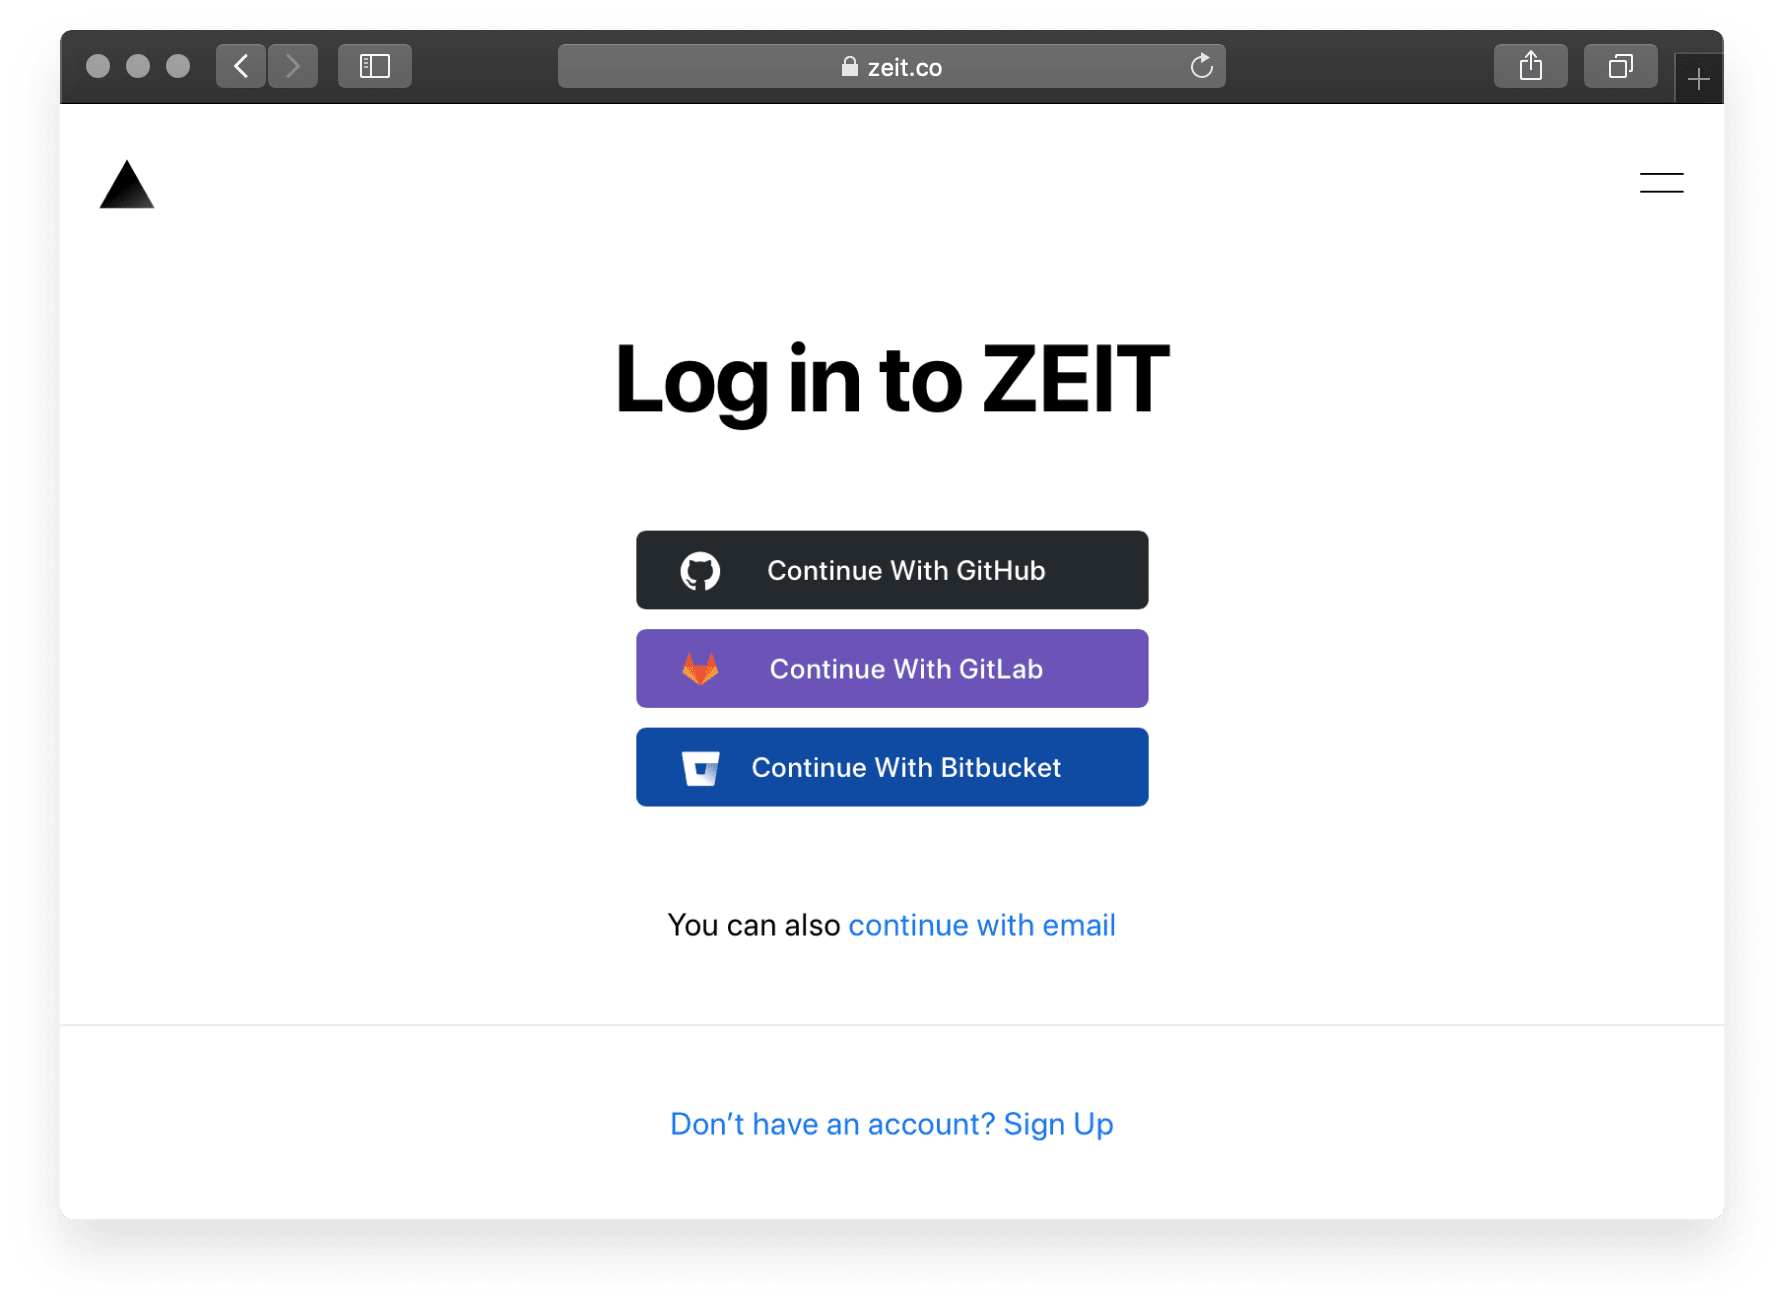 zeit.co
Log in to ZEIT
Continue With GitHub
Continue With GitLab
Continue With Bitbucket
You can also continue with email
Don’t have an account? Sign Up